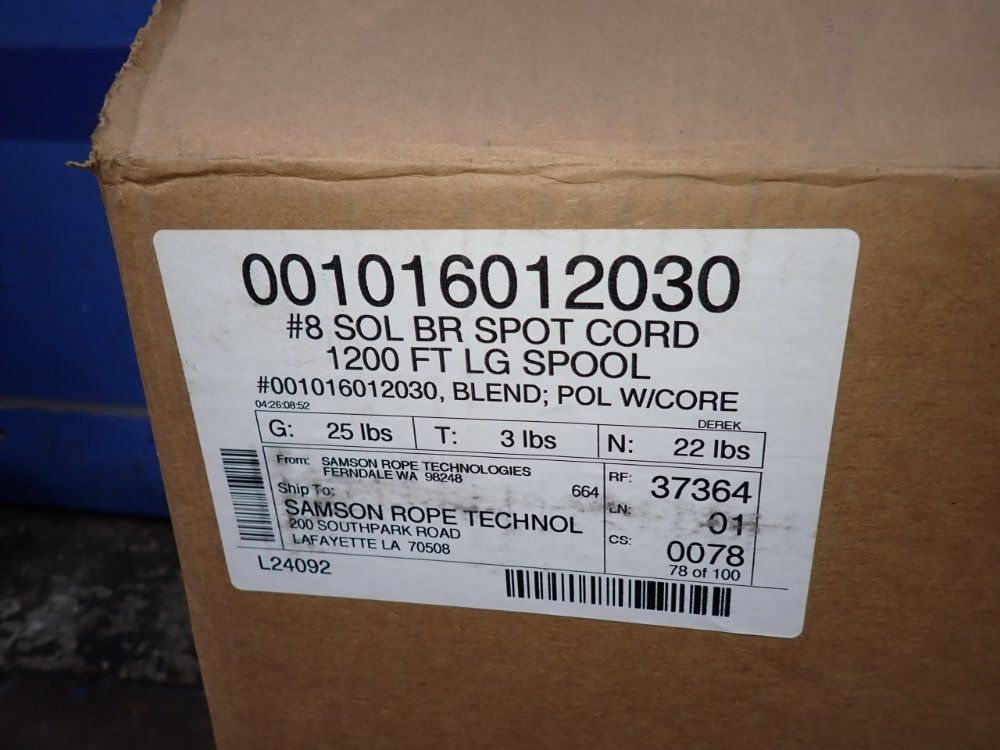 001016012030
#8 SOL BR SPOT CORD
1200 FT LG SPOOL
#001016012030, BLEND; POL W/CORE
04:26:08:52
DEREK
G: 25 lbs T: 3 lbs N: 22 lbs
From: SAMSON ROPE TECHNOLOGIES
FERNDALE WA 98248
664
Ship To:
SAMSON ROPE TECHNOL
200 SOUTHPARK ROAD
LAFAYETTE LA 70508
RF: 37364
LN: 01
CS: 0078
78 of 100
L24092